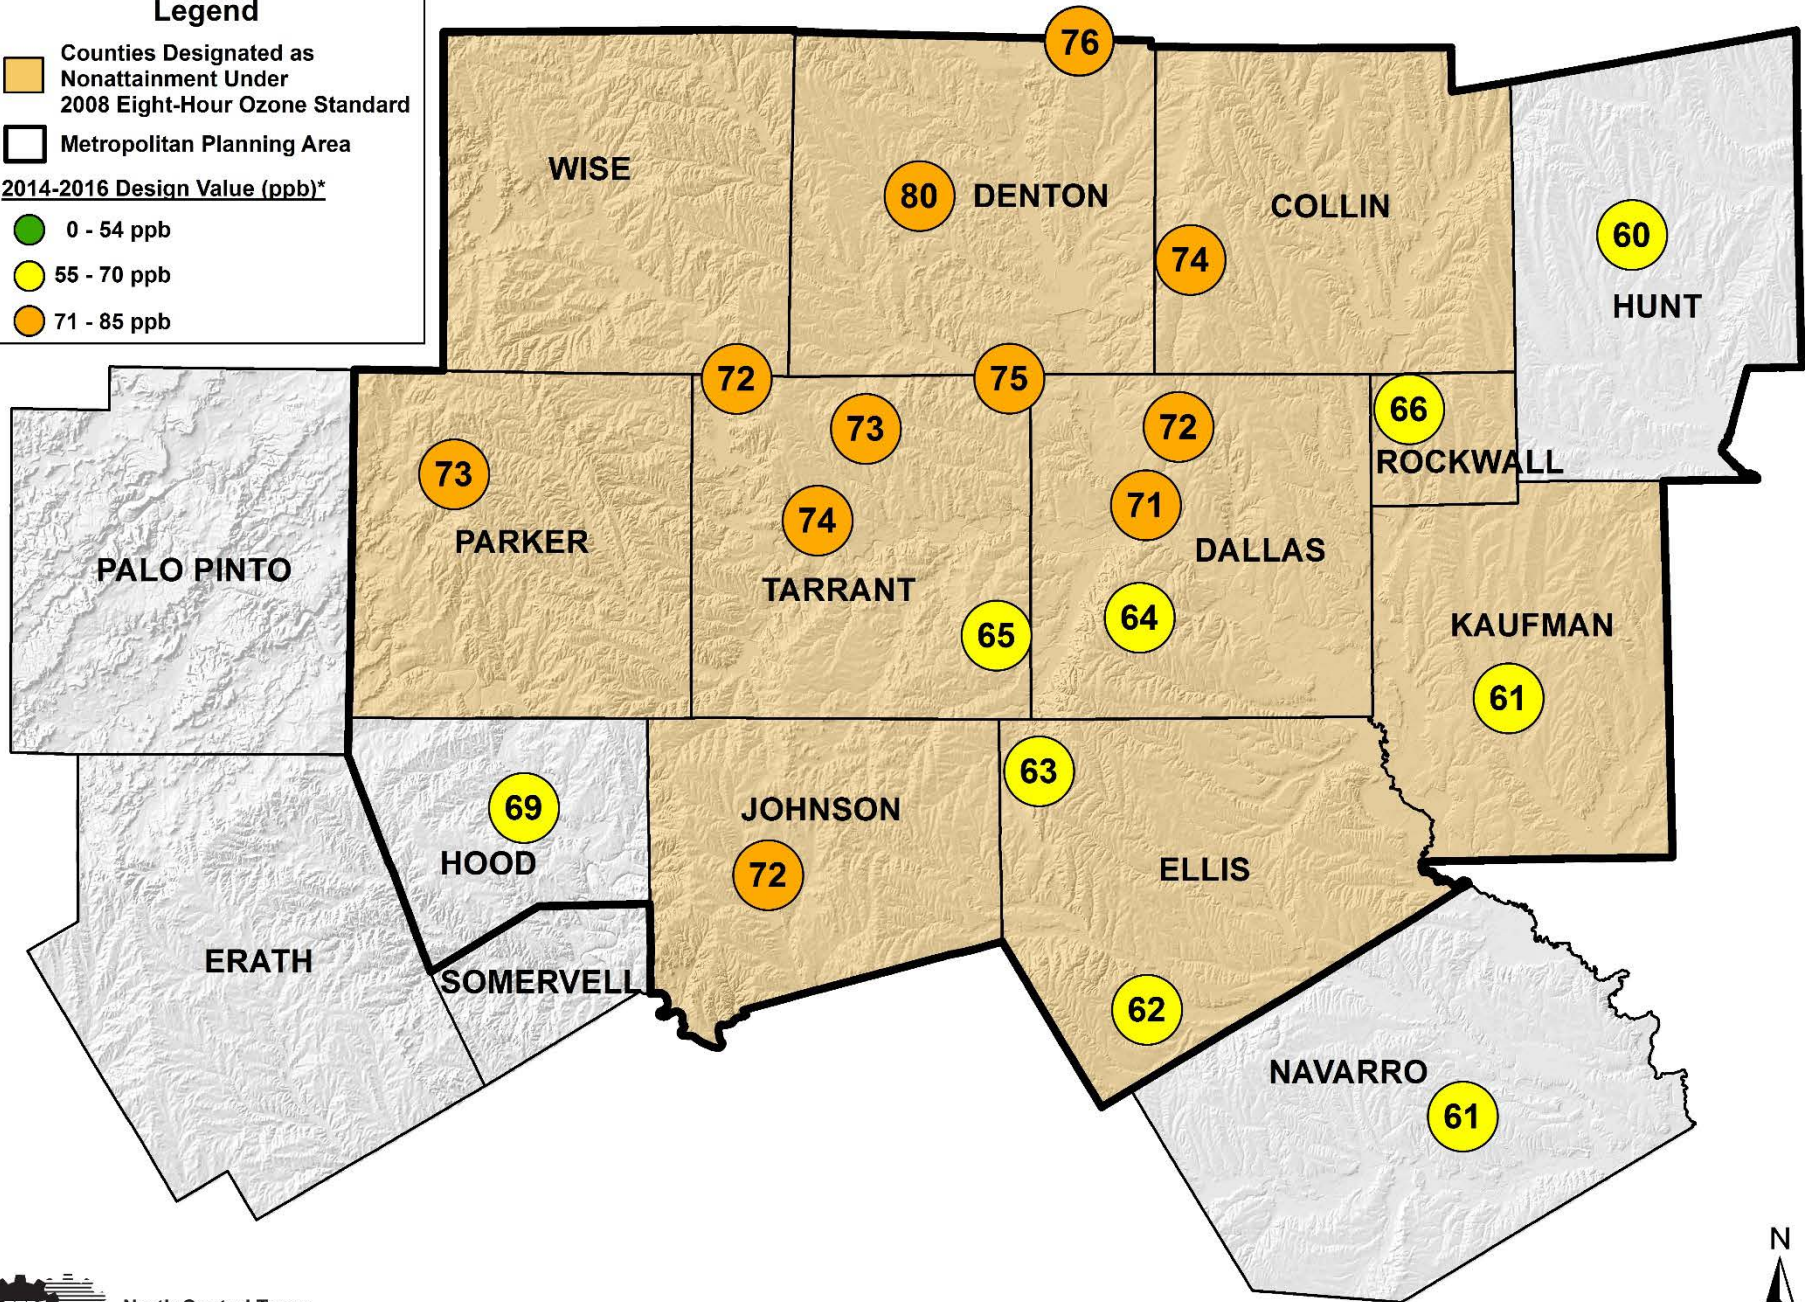 Legend
Counties Designated as
Nonattainment Under
2008 Eight-Hour Ozone Standard
Metropolitan Planning Area
2014-2016 Design Value (ppb)*
0 - 54 ppb
55 - 70 ppb
71 - 85 ppb
76
WISE
80
DENTON
COLLIN
74
60
HUNT
72
75
73
72
66
ROCKWALL
73
74
71
PARKER
DALLAS
PALO PINTO
TARRANT
65
64
KAUFMAN
61
63
69
JOHNSON
HOOD
72
ELLIS
ERATH
SOMERVELL
62
NAVARRO
61
N